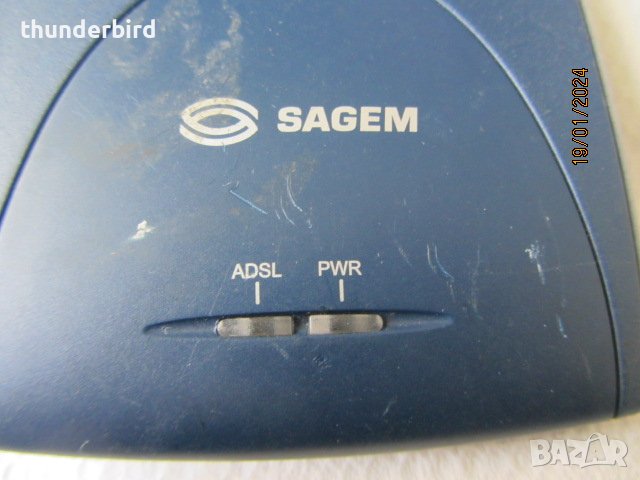 thunderbird
19/01/2024
SAGEM
ADSL PWR
BAZAR